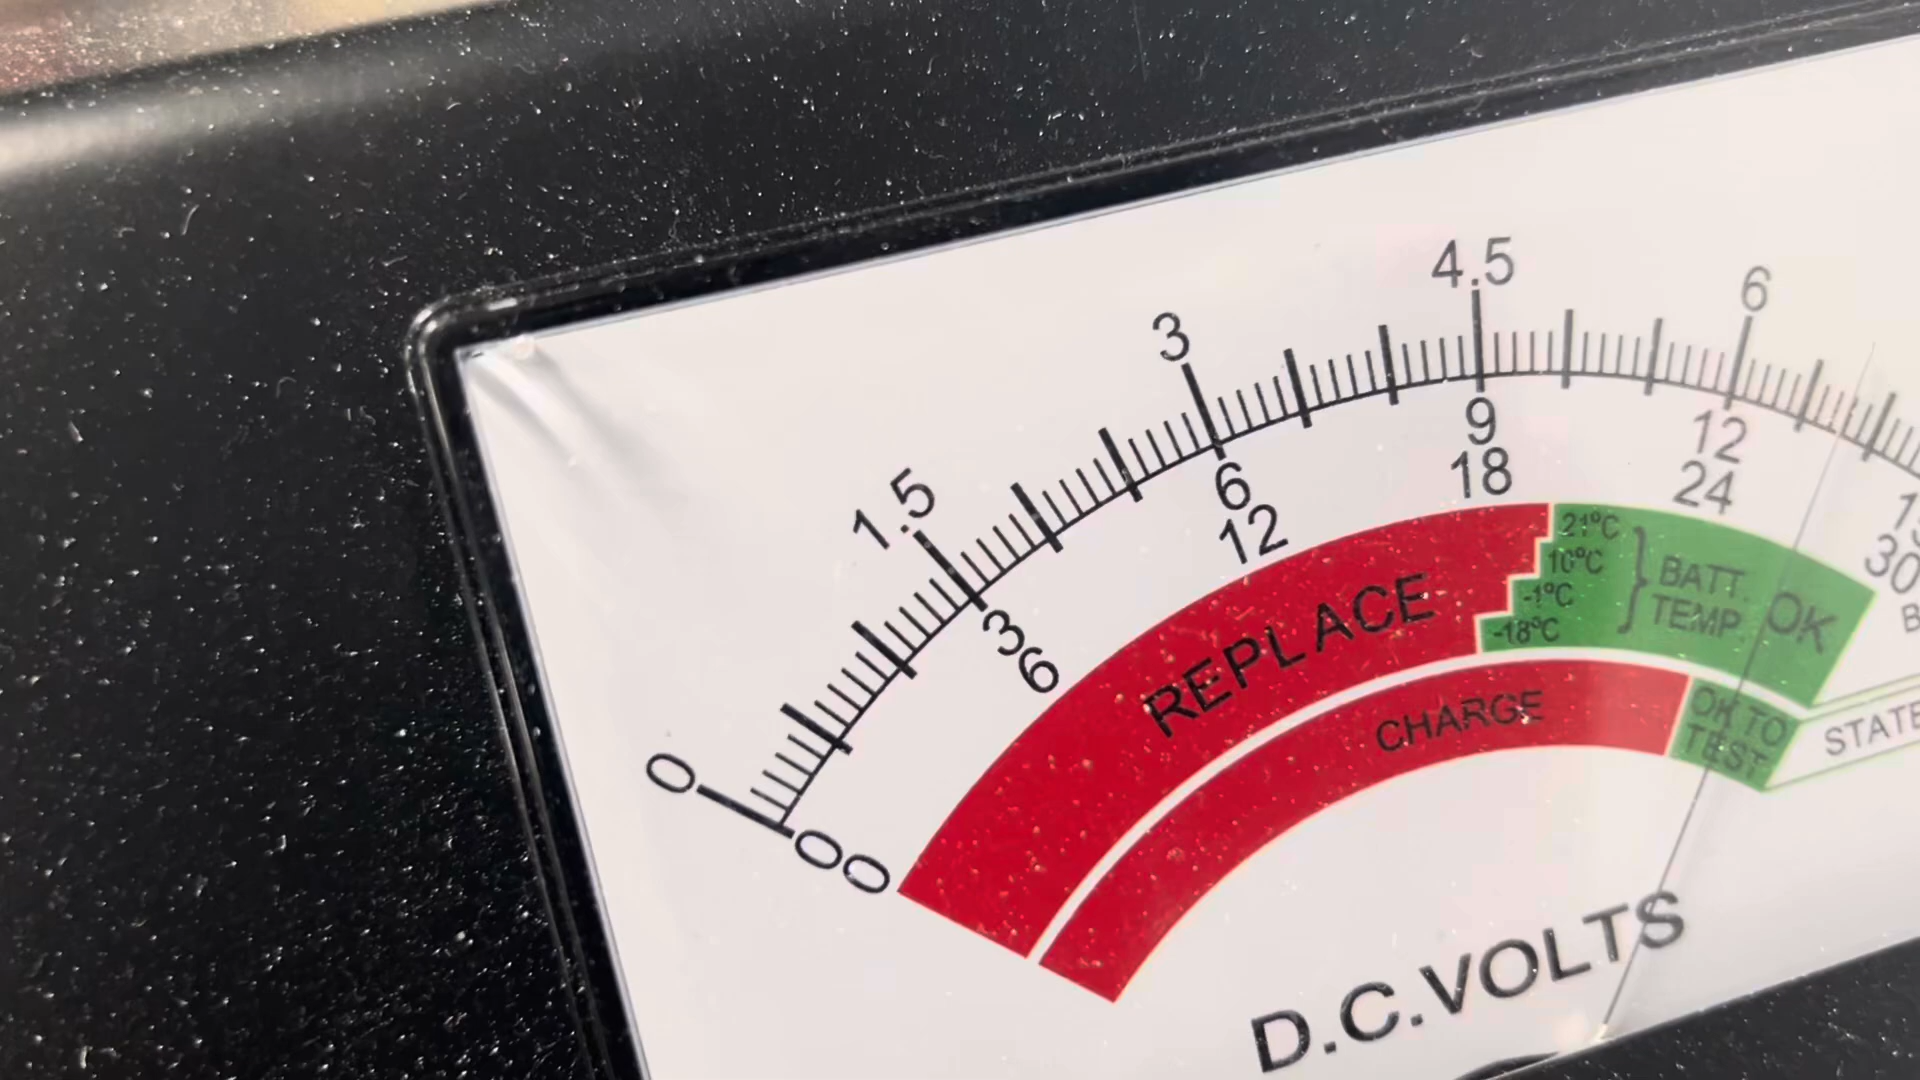 0 1.5 3 4.5 6
0 3 6 9 12
0 6 12 18 24 30
REPLACE
21°C
10°C
-1°C
-18°C
BATT.
TEMP.
OK
CHARGE
OK TO
TEST
STATE
D.C.VOLTS